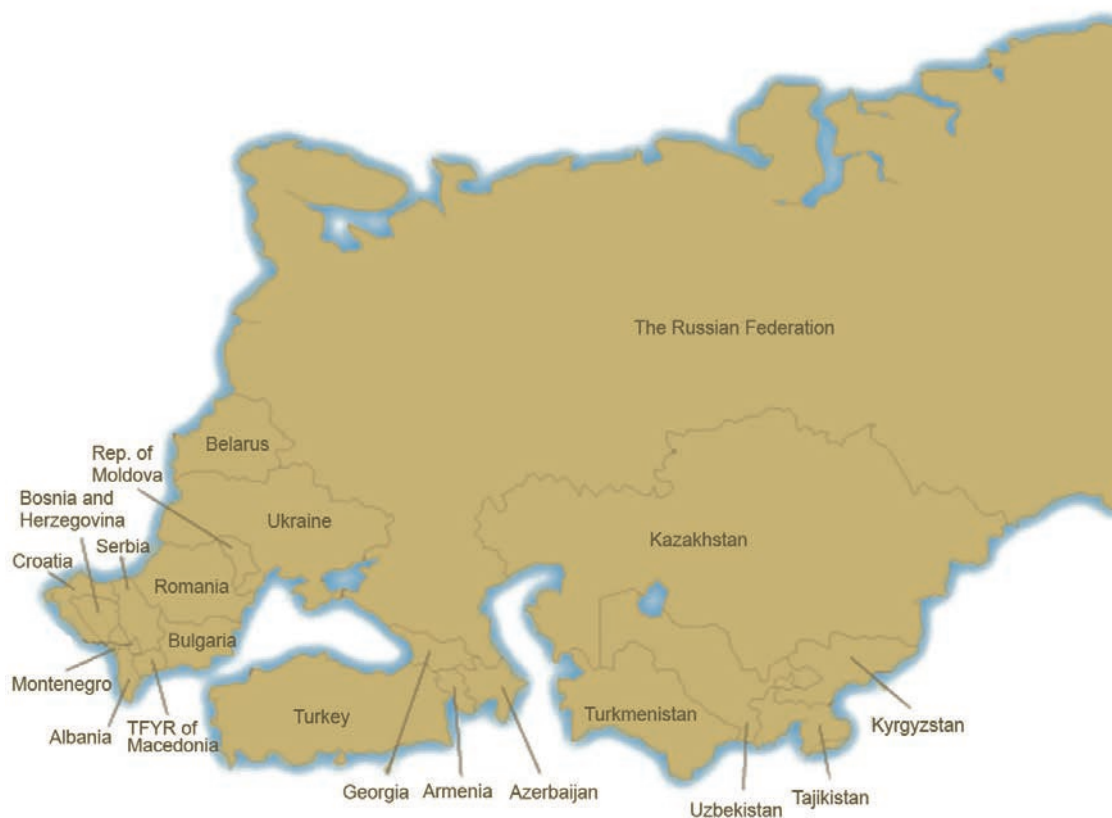 The Russian Federation
Belarus
Rep. of
Moldova
Bosnia and
Herzegovina
Ukraine
Kazakhstan
Serbia
Croatia
Romania
Bulgaria
Montenegro
Albania
TFYR of
Macedonia
Turkey
Turkmenistan
Kyrgyzstan
Georgia
Armenia
Azerbaijan
Uzbekistan
Tajikistan